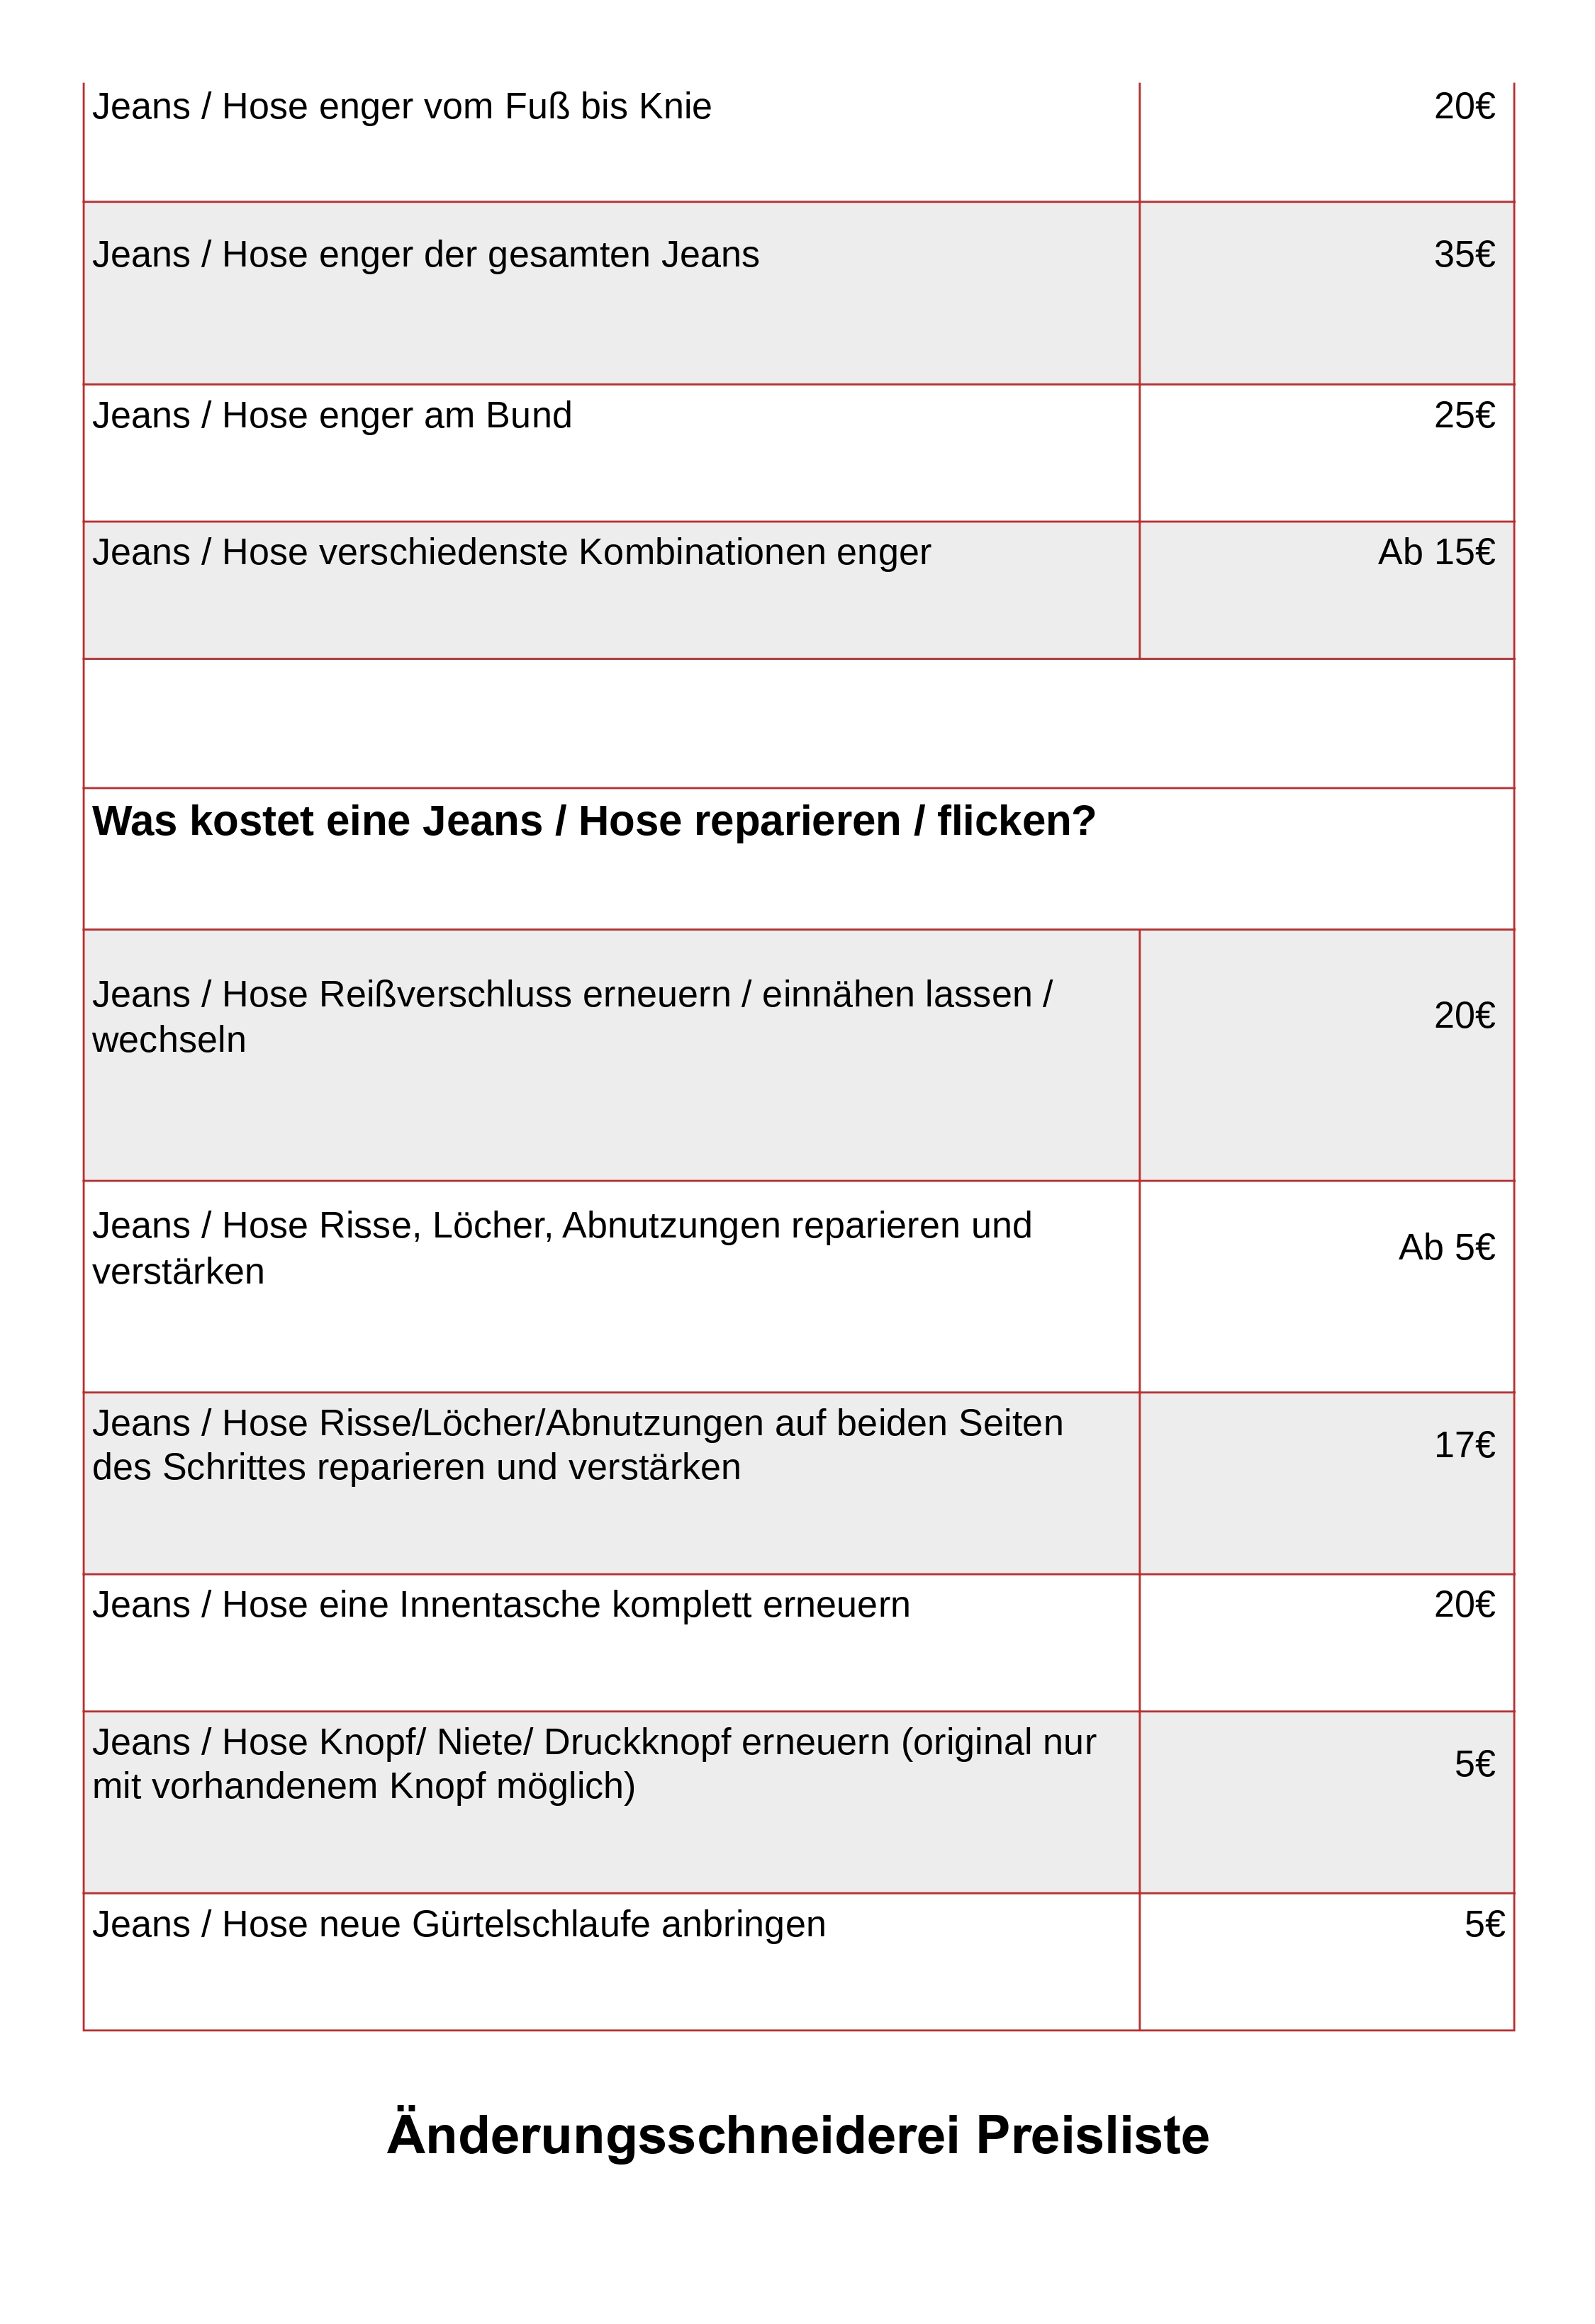 Jeans / Hose enger vom Fuß bis Knie 20€
Jeans / Hose enger der gesamten Jeans 35€
Jeans / Hose enger am Bund 25€
Jeans / Hose verschiedenste Kombinationen enger Ab 15€
Was kostet eine Jeans / Hose reparieren / flicken?
Jeans / Hose Reißverschluss erneuern / einnähen lassen /
wechseln
20€
Jeans / Hose Risse, Löcher, Abnutzungen reparieren und
verstärken
Ab 5€
Jeans / Hose Risse/Löcher/Abnutzungen auf beiden Seiten
des Schrittes reparieren und verstärken
17€
Jeans / Hose eine Innentasche komplett erneuern 20€
Jeans / Hose Knopf/ Niete/ Druckknopf erneuern (original nur
mit vorhandenem Knopf möglich)
5€
Jeans / Hose neue Gürtelschlaufe anbringen 5€
Änderungsschneiderei Preisliste